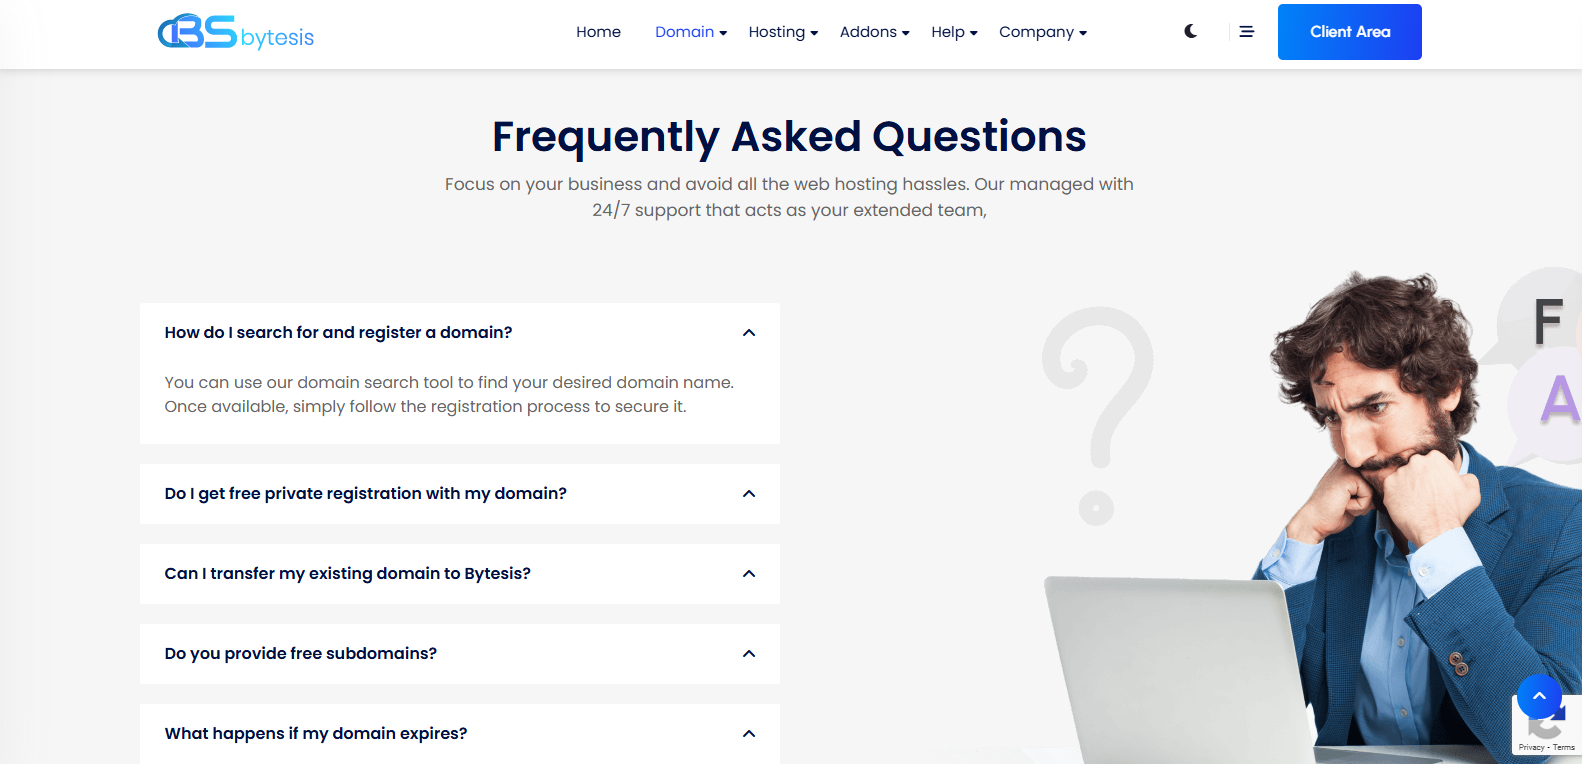 BS bytesis
Home
Domain
Hosting
Addons
Help
Company
Client Area
Frequently Asked Questions
Focus on your business and avoid all the web hosting hassles. Our managed with
24/7 support that acts as your extended team,
How do I search for and register a domain?
You can use our domain search tool to find your desired domain name.
Once available, simply follow the registration process to secure it.
Do I get free private registration with my domain?
Can I transfer my existing domain to Bytesis?
Do you provide free subdomains?
What happens if my domain expires?
?
F
A
Privacy - Terms